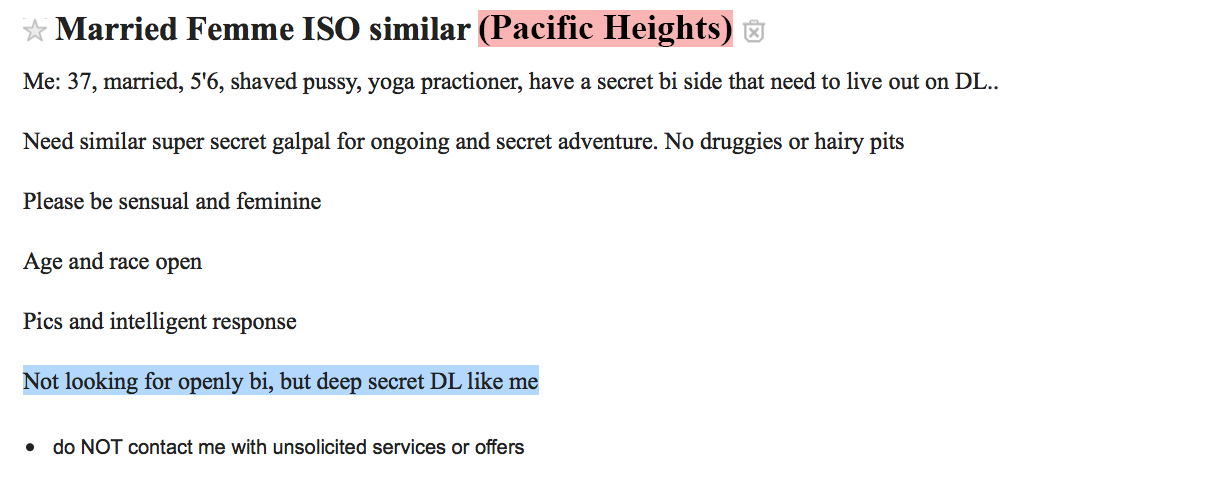 Married Femme ISO similar (Pacific Heights)
Me: 37, married, 5'6, shaved pussy, yoga practioner, have a secret bi side that need to live out on DL..
Need similar super secret galpal for ongoing and secret adventure. No druggies or hairy pits
Please be sensual and feminine
Age and race open
Pics and intelligent response
Not looking for openly bi, but deep secret DL like me
• do NOT contact me with unsolicited services or offers